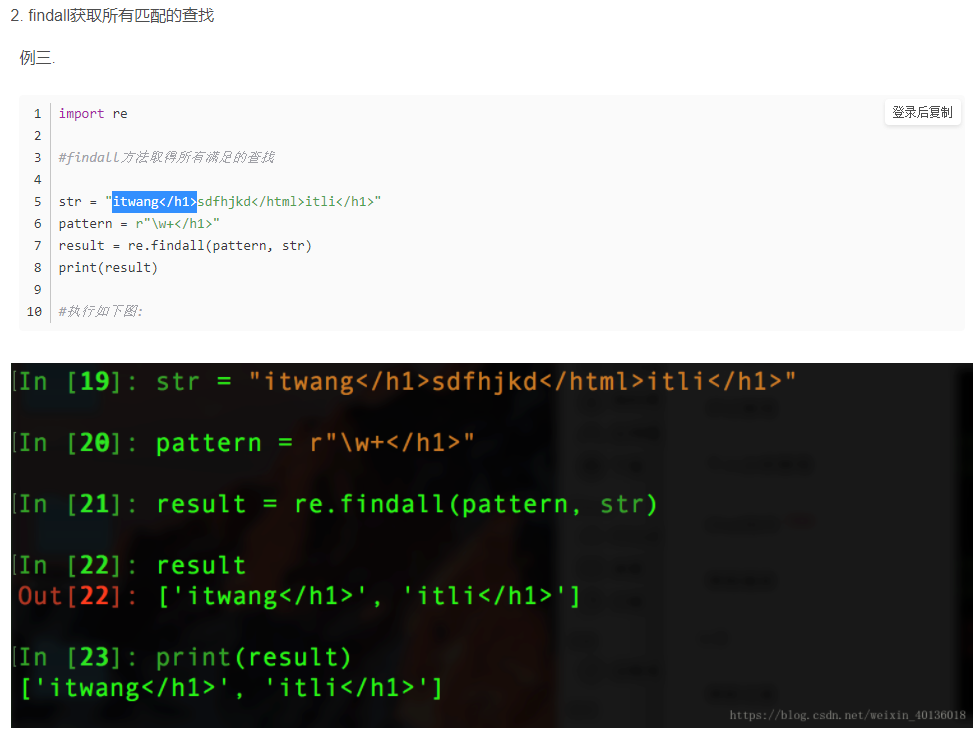 2. findall获取所有匹配的查找
例三.
登录后复制
1 import re
2
3 #findall方法取得所有满足的查找
4
5 str = "itwang</h1>sdfhjkd</html>itli</h1>"
6 pattern = r"\w+</h1>"
7 result = re.findall(pattern, str)
8 print(result)
9
10 #执行如下图:
In [19]: str = "itwang</h1>sdfhjkd</html>itli</h1>"
In [20]: pattern = r"\w+</h1>"
In [21]: result = re.findall(pattern, str)
In [22]: result
Out[22]: ['itwang</h1>', 'itli</h1>']
In [23]: print(result)
['itwang</h1>', 'itli</h1>']
https://blog.csdn.net/weixin_40136018